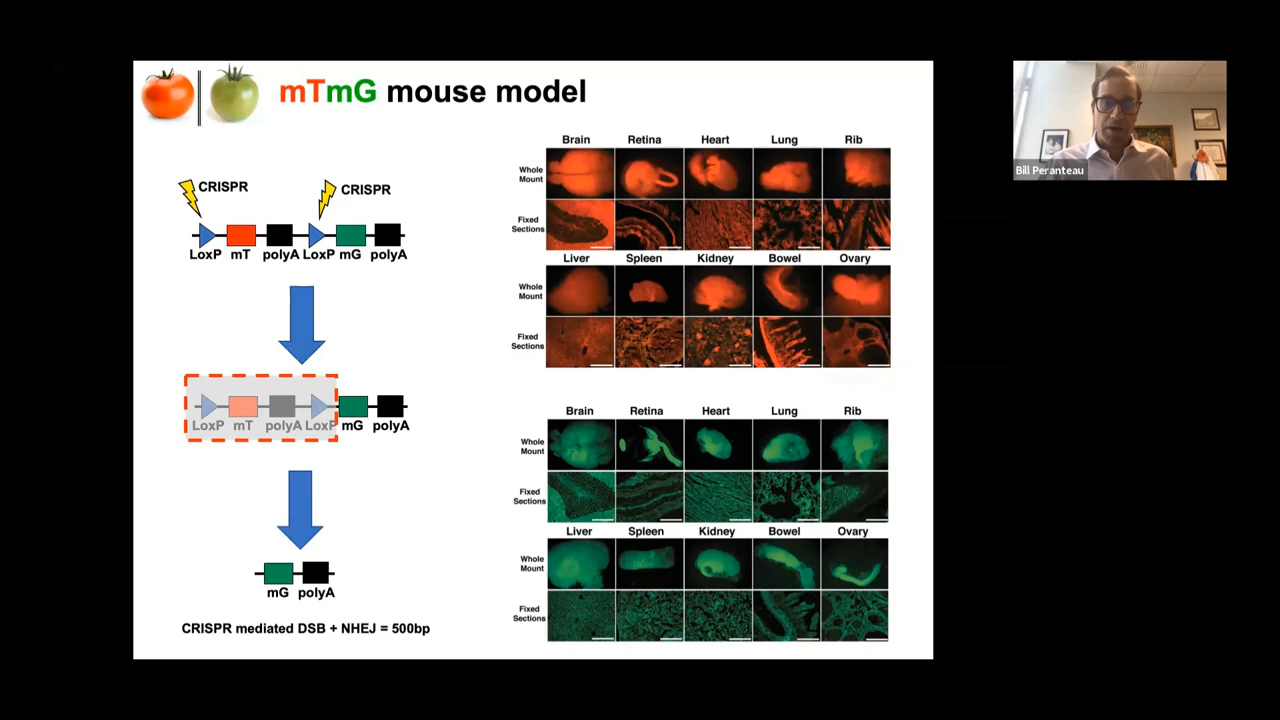 mTmG mouse model
CRISPR
CRISPR
LoxP mT polyA LoxP mG polyA
LoxP mT polyA LoxP mG polyA
mG polyA
CRISPR mediated DSB + NHEJ = 500bp
Brain Retina Heart Lung Rib
Whole
Mount
Fixed
Sections
Liver Spleen Kidney Bowel Ovary
Whole
Mount
Fixed
Sections
Brain Retina Heart Lung Rib
Whole
Mount
Fixed
Sections
Liver Spleen Kidney Bowel Ovary
Whole
Mount
Fixed
Sections
Bill Peranteau